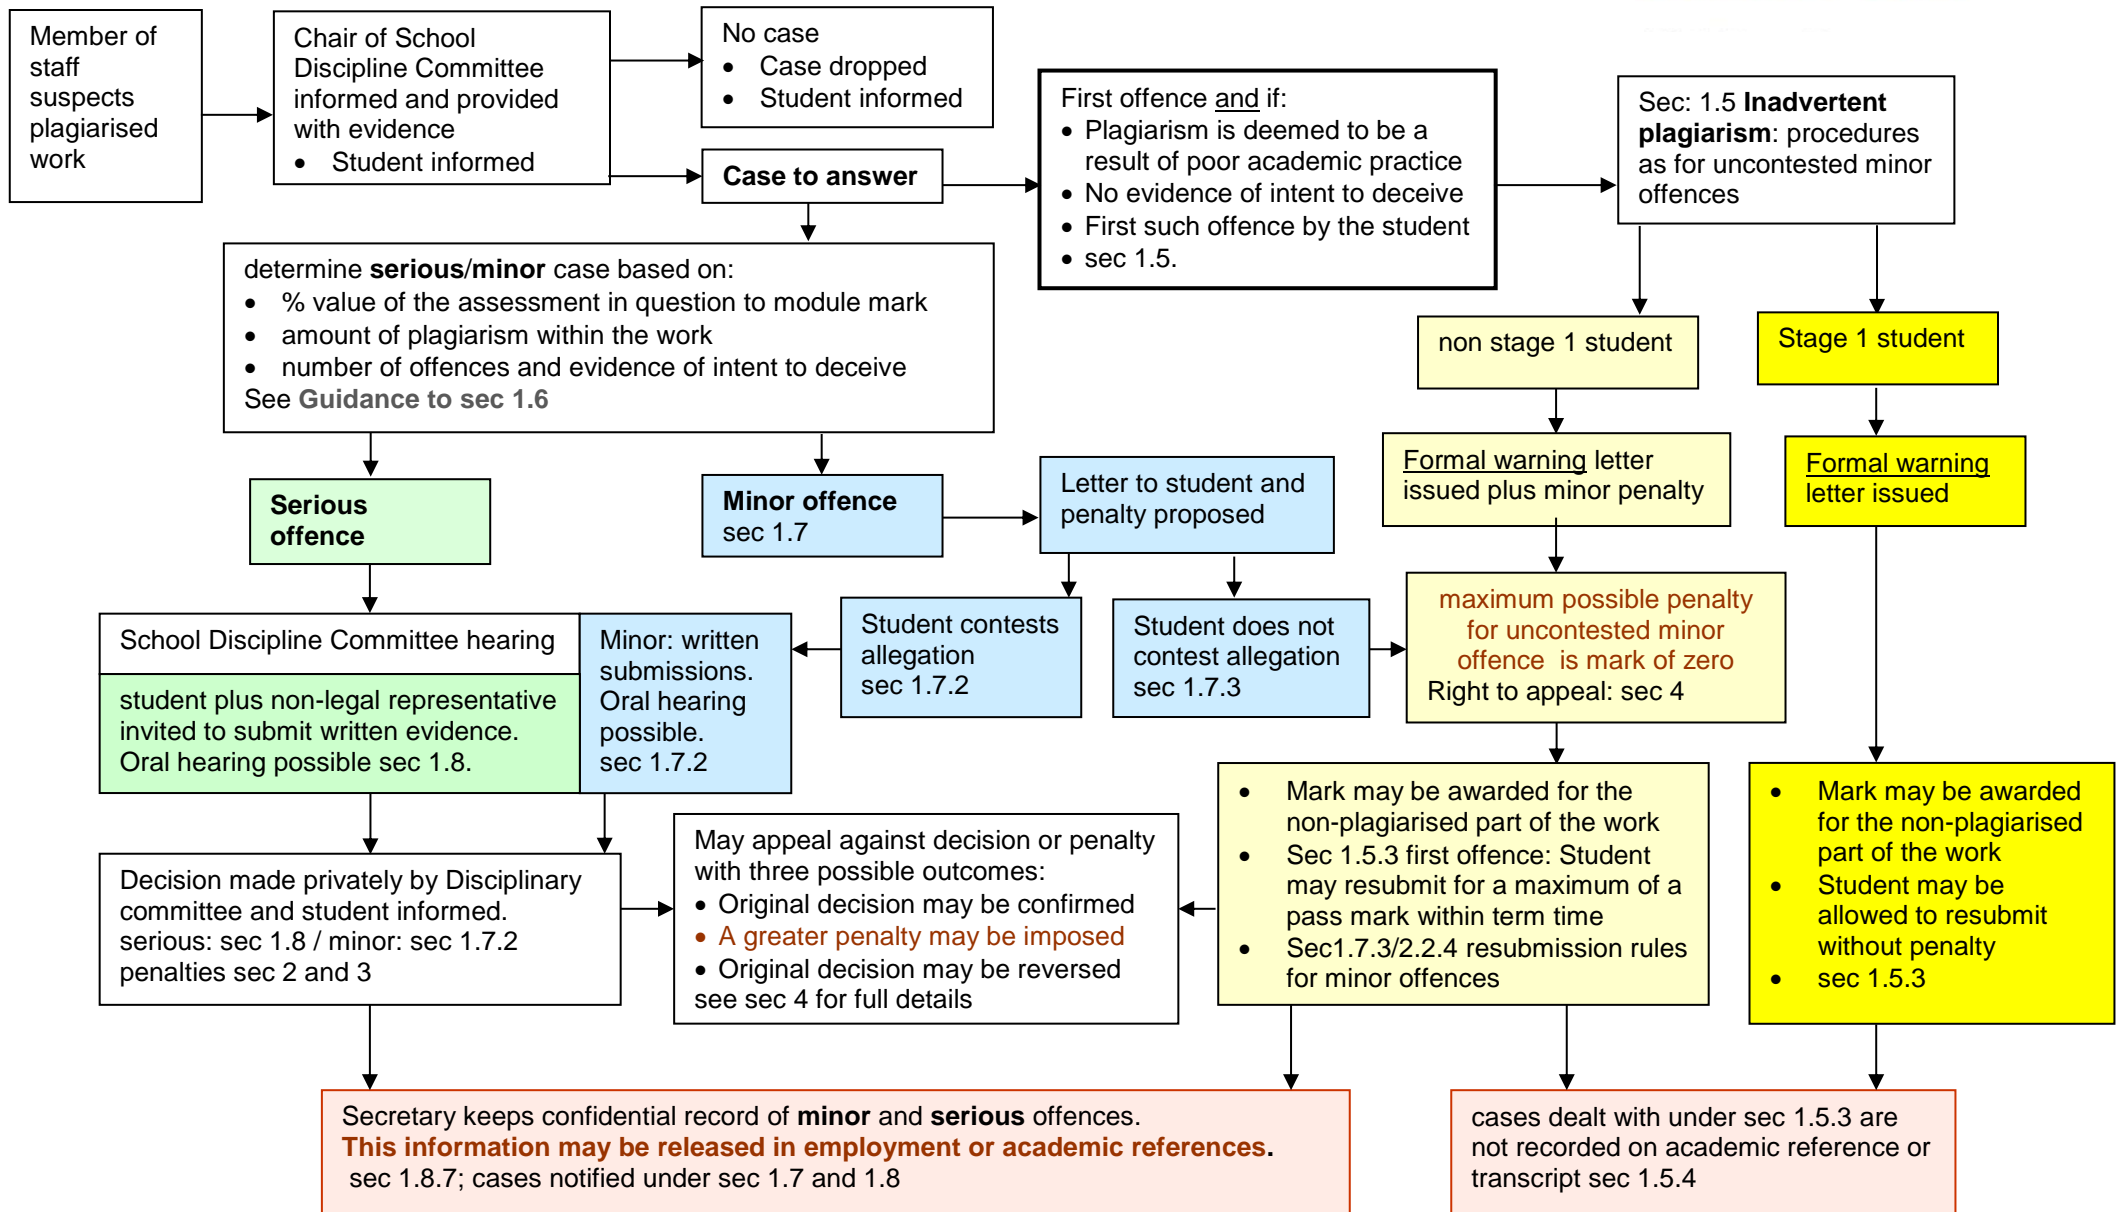 Member of
staff
suspects
plagiarised
work
Chair of School
Discipline Committee
informed and provided
with evidence
• Student informed
No case
• Case dropped
• Student informed
Case to answer
First offence and if:
• Plagiarism is deemed to be a
result of poor academic practice
• No evidence of intent to deceive
• First such offence by the student
• sec 1.5.
Sec: 1.5 Inadvertent
plagiarism: procedures
as for uncontested minor
offences
determine serious/minor case based on:
• % value of the assessment in question to module mark
• amount of plagiarism within the work
• number of offences and evidence of intent to deceive
See Guidance to sec 1.6
non stage 1 student
Stage 1 student
Serious
offence
Minor offence
sec 1.7
Letter to student and
penalty proposed
Formal warning letter
issued plus minor penalty
Formal warning
letter issued
School Discipline Committee hearing
student plus non-legal representative
invited to submit written evidence.
Oral hearing possible sec 1.8.
Minor: written
submissions.
Oral hearing
possible.
sec 1.7.2
Student contests
allegation
sec 1.7.2
Student does not
contest allegation
sec 1.7.3
maximum possible penalty
for uncontested minor
offence is mark of zero
Right to appeal: sec 4
Decision made privately by Disciplinary
committee and student informed.
serious: sec 1.8 / minor: sec 1.7.2
penalties sec 2 and 3
May appeal against decision or penalty
with three possible outcomes:
• Original decision may be confirmed
• A greater penalty may be imposed
• Original decision may be reversed
see sec 4 for full details
• Mark may be awarded for the
non-plagiarised part of the work
• Sec 1.5.3 first offence: Student
may resubmit for a maximum of a
pass mark within term time
• Sec1.7.3/2.2.4 resubmission rules
for minor offences
• Mark may be awarded
for the non-plagiarised
part of the work
• Student may be
allowed to resubmit
without penalty
• sec 1.5.3
Secretary keeps confidential record of minor and serious offences.
This information may be released in employment or academic references.
sec 1.8.7; cases notified under sec 1.7 and 1.8
cases dealt with under sec 1.5.3 are
not recorded on academic reference or
transcript sec 1.5.4